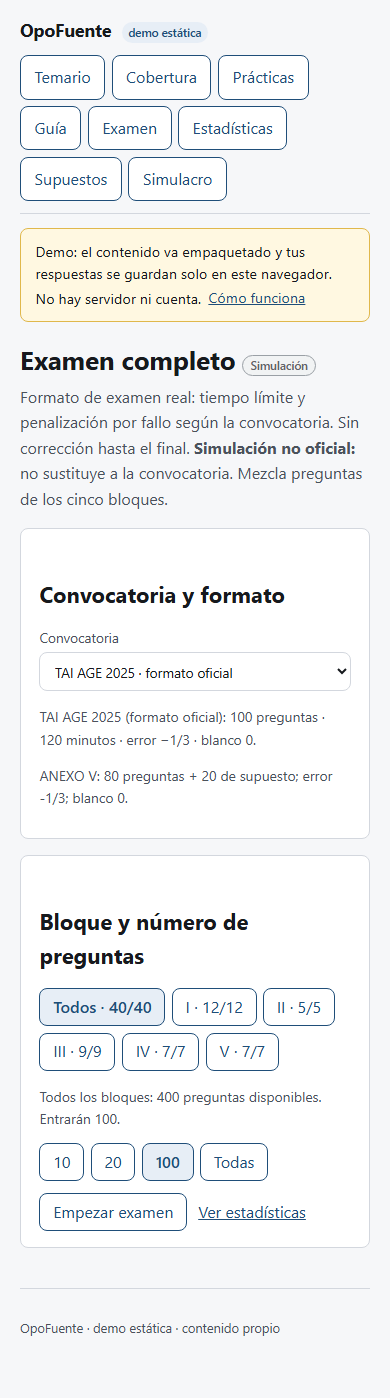 OpoFuente demo estática
Temario Cobertura Prácticas
Guía Examen Estadísticas
Supuestos Simulacro
Demo: el contenido va empaquetado y tus
respuestas se guardan solo en este navegador.
No hay servidor ni cuenta. Cómo funciona
Examen completo Simulación
Formato de examen real: tiempo límite y
penalización por fallo según la convocatoria. Sin
corrección hasta el final. Simulación no oficial:
no sustituye a la convocatoria. Mezcla preguntas
de los cinco bloques.
Convocatoria y formato
Convocatoria
TAI AGE 2025 · formato oficial
TAI AGE 2025 (formato oficial): 100 preguntas ·
120 minutos · error −1/3 · blanco 0.
ANEXO V: 80 preguntas + 20 de supuesto; error
-1/3; blanco 0.
Bloque y número de
preguntas
Todos · 40/40 I · 12/12 II · 5/5
III · 9/9 IV · 7/7 V · 7/7
Todos los bloques: 400 preguntas disponibles.
Entrarán 100.
10 20 100 Todas
Empezar examen Ver estadísticas
OpoFuente · demo estática · contenido propio